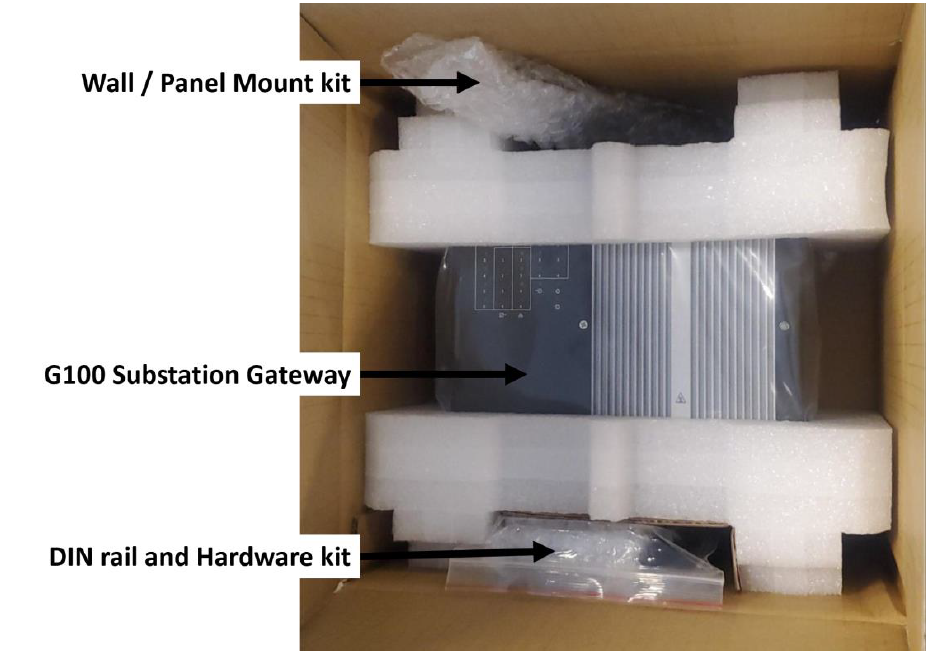 Wall / Panel Mount kit
G100 Substation Gateway
DIN rail and Hardware kit